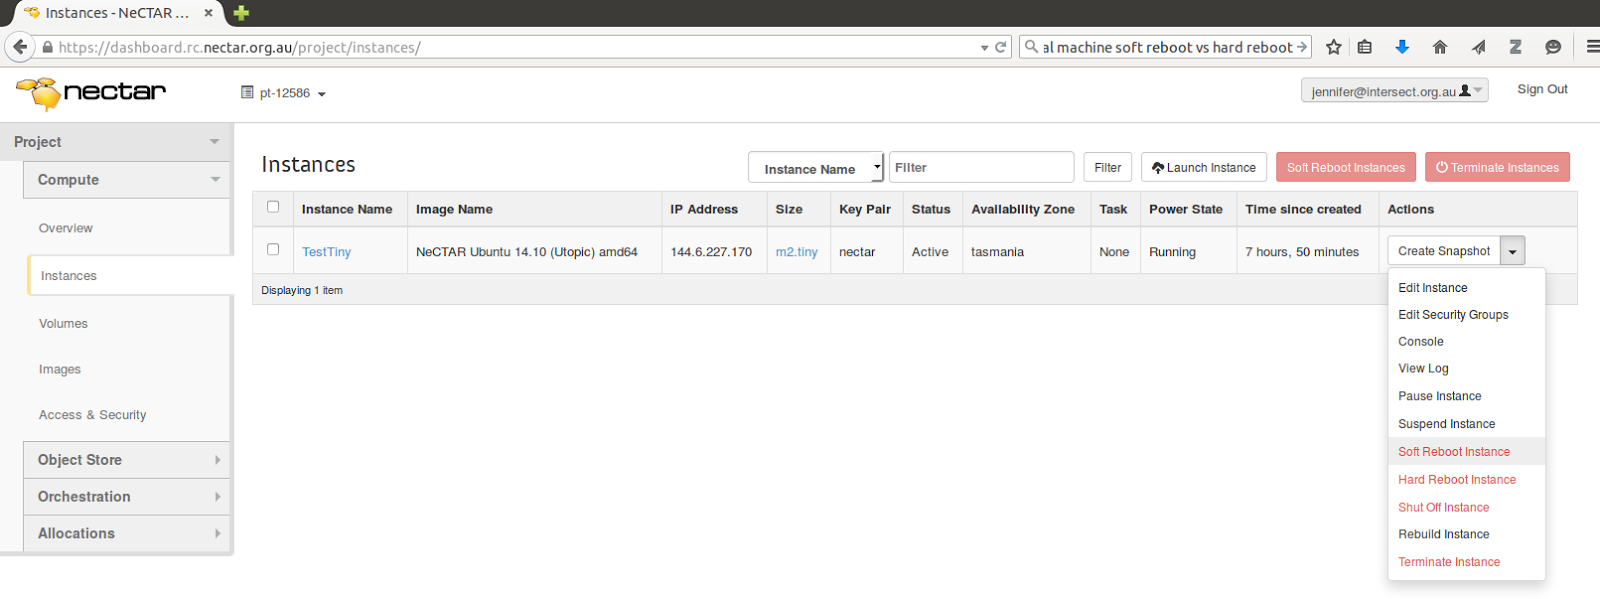 Instances - NeCTAR ...
https://dashboard.rc.nectar.org.au/project/instances/
al machine soft reboot vs hard reboot
nectar
pt-12586
jennifer@intersect.org.au
Sign Out
Project
Compute
Overview
Instances
Volumes
Images
Access & Security
Object Store
Orchestration
Allocations
Instances
Instance Name
Filter
Filter
Launch Instance
Soft Reboot Instances
Terminate Instances
Instance Name Image Name IP Address Size Key Pair Status Availability Zone Task Power State Time since created Actions
TestTiny NeCTAR Ubuntu 14.10 (Utopic) amd64 144.6.227.170 m2.tiny nectar Active tasmania None Running 7 hours, 50 minutes Create Snapshot
Displaying 1 item
Edit Instance
Edit Security Groups
Console
View Log
Pause Instance
Suspend Instance
Soft Reboot Instance
Hard Reboot Instance
Shut Off Instance
Rebuild Instance
Terminate Instance